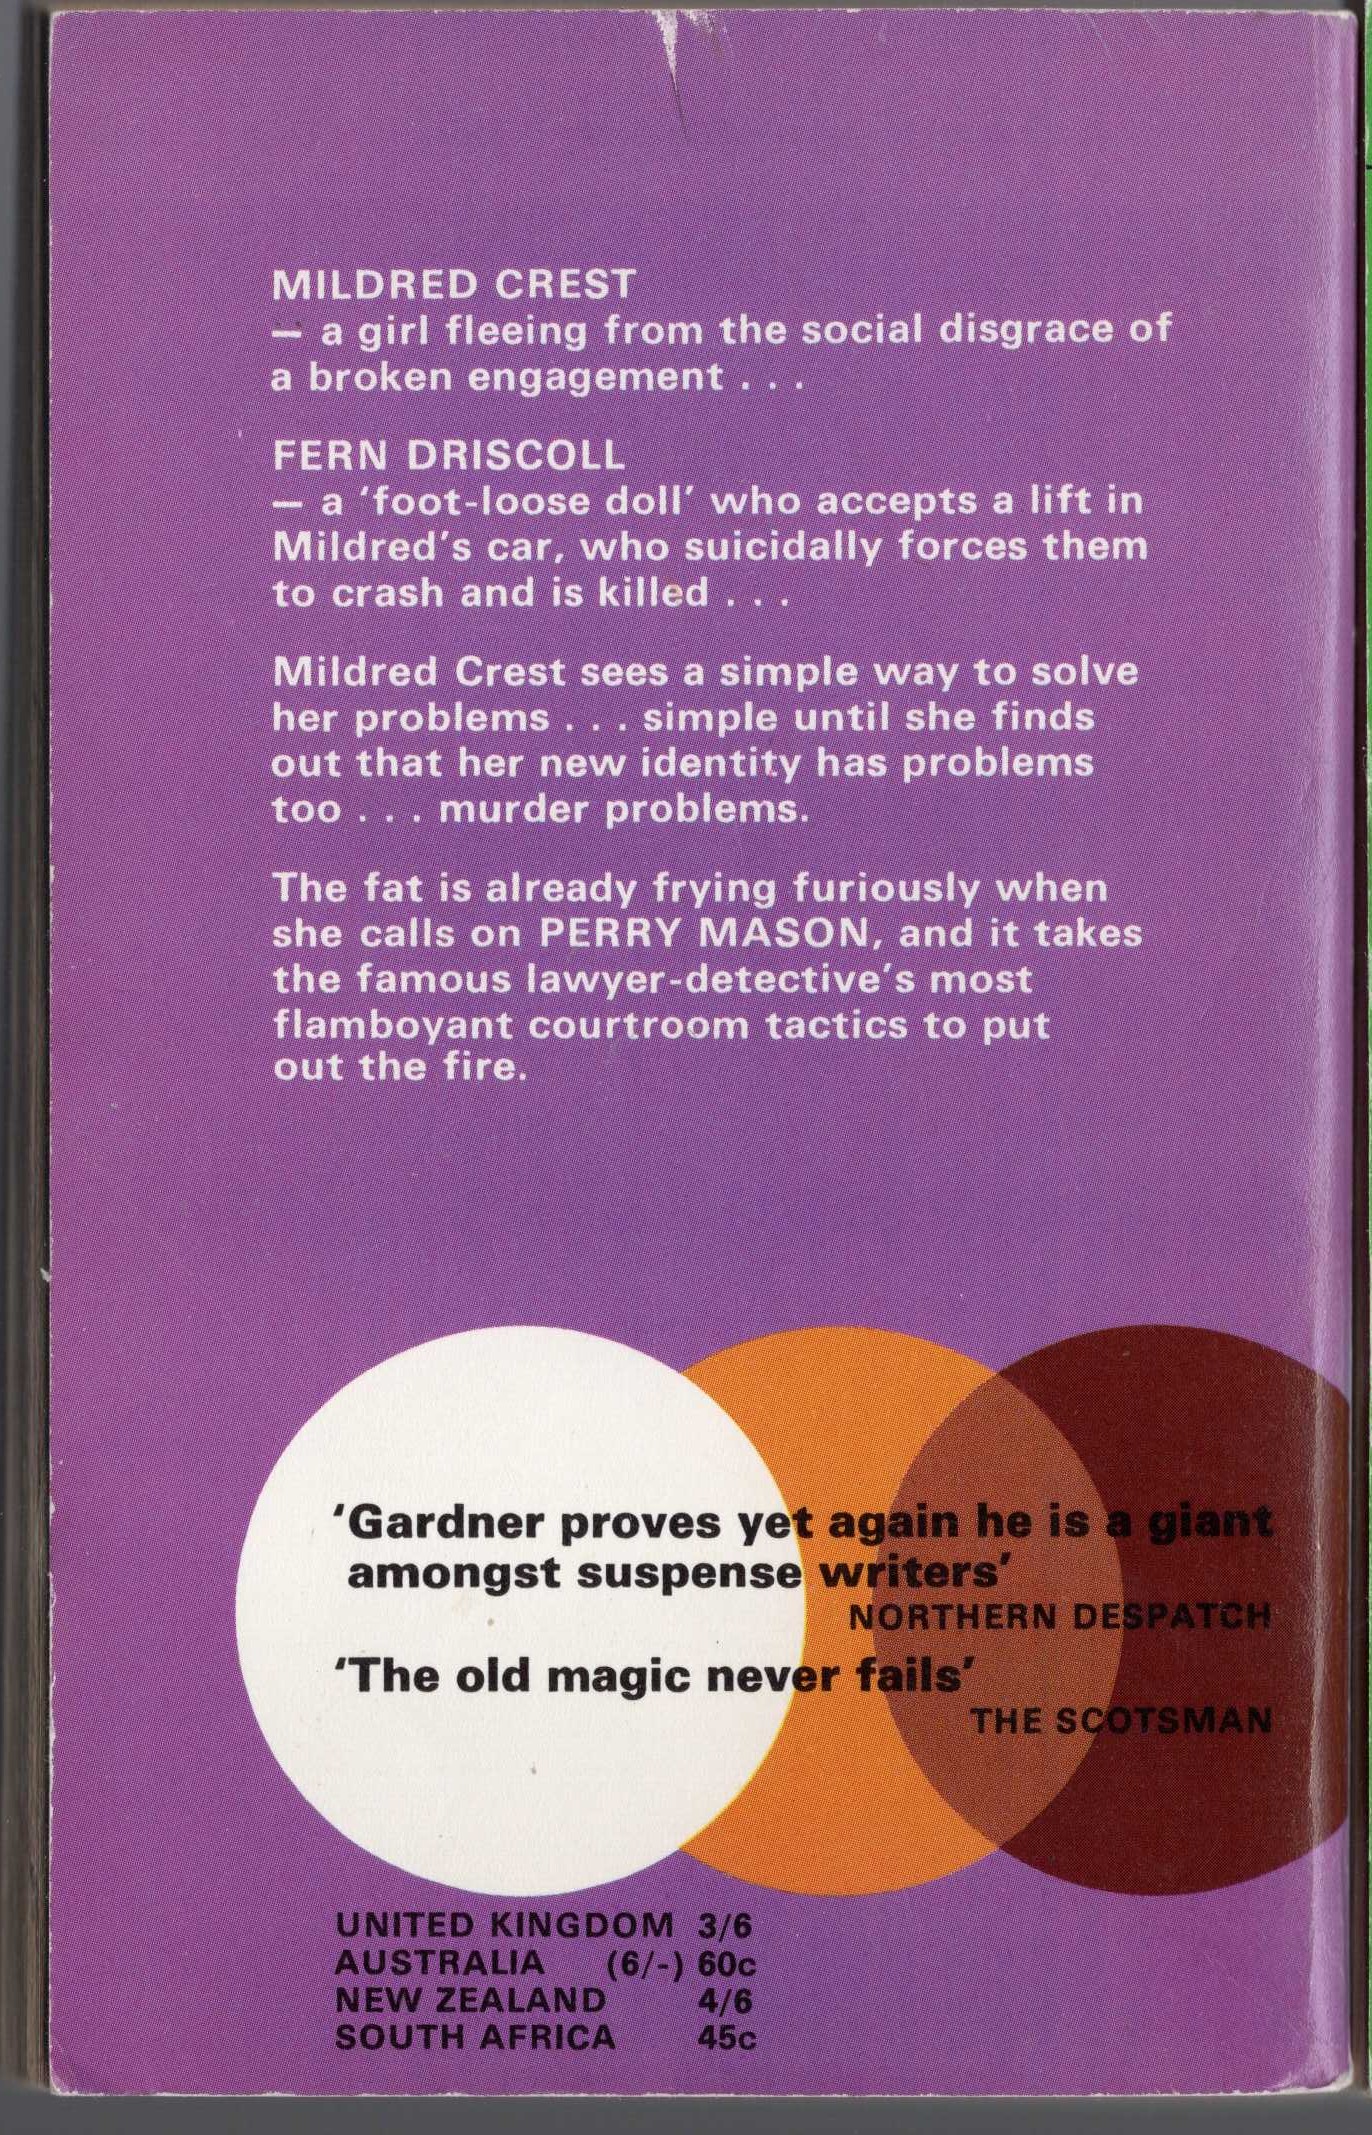 MILDRED CREST
— a girl fleeing from the social disgrace of
a broken engagement . . .
FERN DRISCOLL
— a ‘foot-loose doll’ who accepts a lift in
Mildred’s car, who suicidally forces them
to crash and is killed . . .
Mildred Crest sees a simple way to solve
her problems . . . simple until she finds
out that her new identity has problems
too . . . murder problems.
The fat is already frying furiously when
she calls on PERRY MASON, and it takes
the famous lawyer-detective’s most
flamboyant courtroom tactics to put
out the fire.
‘Gardner proves yet again he is a giant
amongst suspense writers’
NORTHERN DESPATCH
‘The old magic never fails’
THE SCOTSMAN
UNITED KINGDOM 3/6
AUSTRALIA (6/-) 60c
NEW ZEALAND 4/6
SOUTH AFRICA 45c